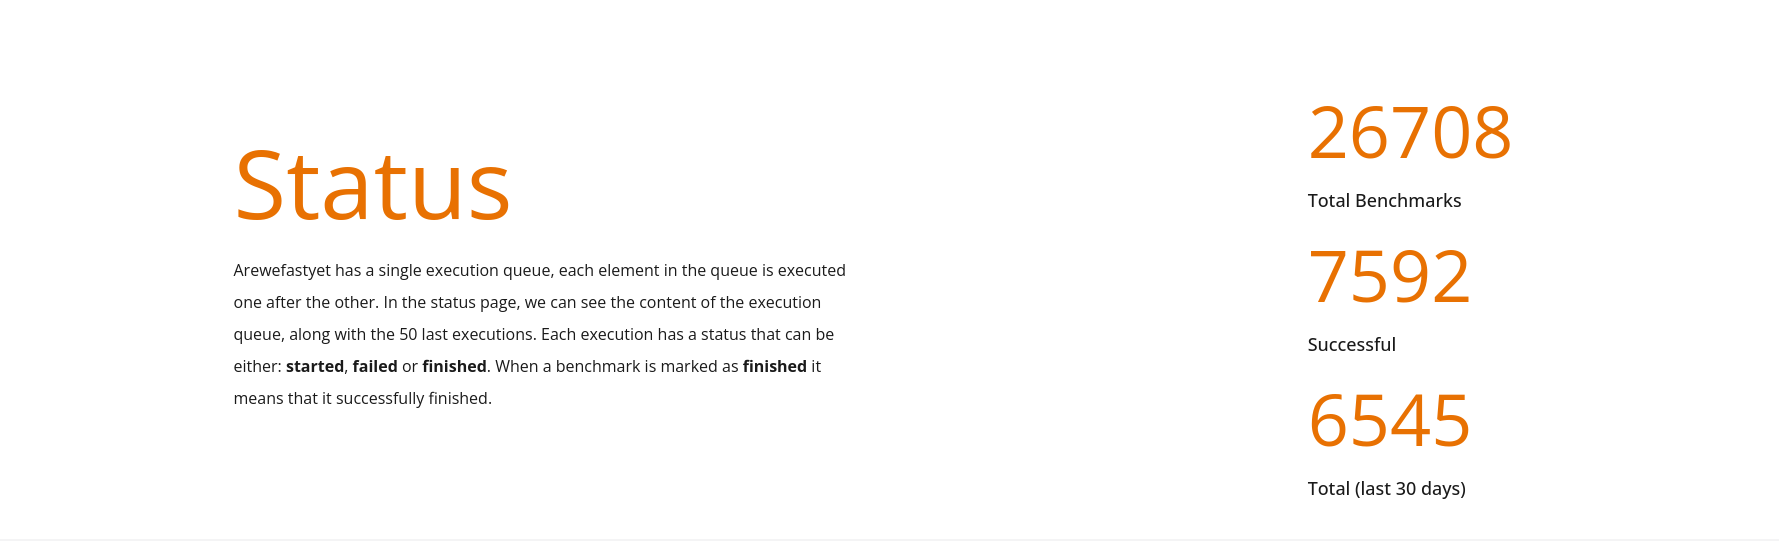 Status
Arewefastyet has a single execution queue, each element in the queue is executed
one after the other. In the status page, we can see the content of the execution
queue, along with the 50 last executions. Each execution has a status that can be
either: started, failed or finished. When a benchmark is marked as finished it
means that it successfully finished.
26708
Total Benchmarks
7592
Successful
6545
Total (last 30 days)